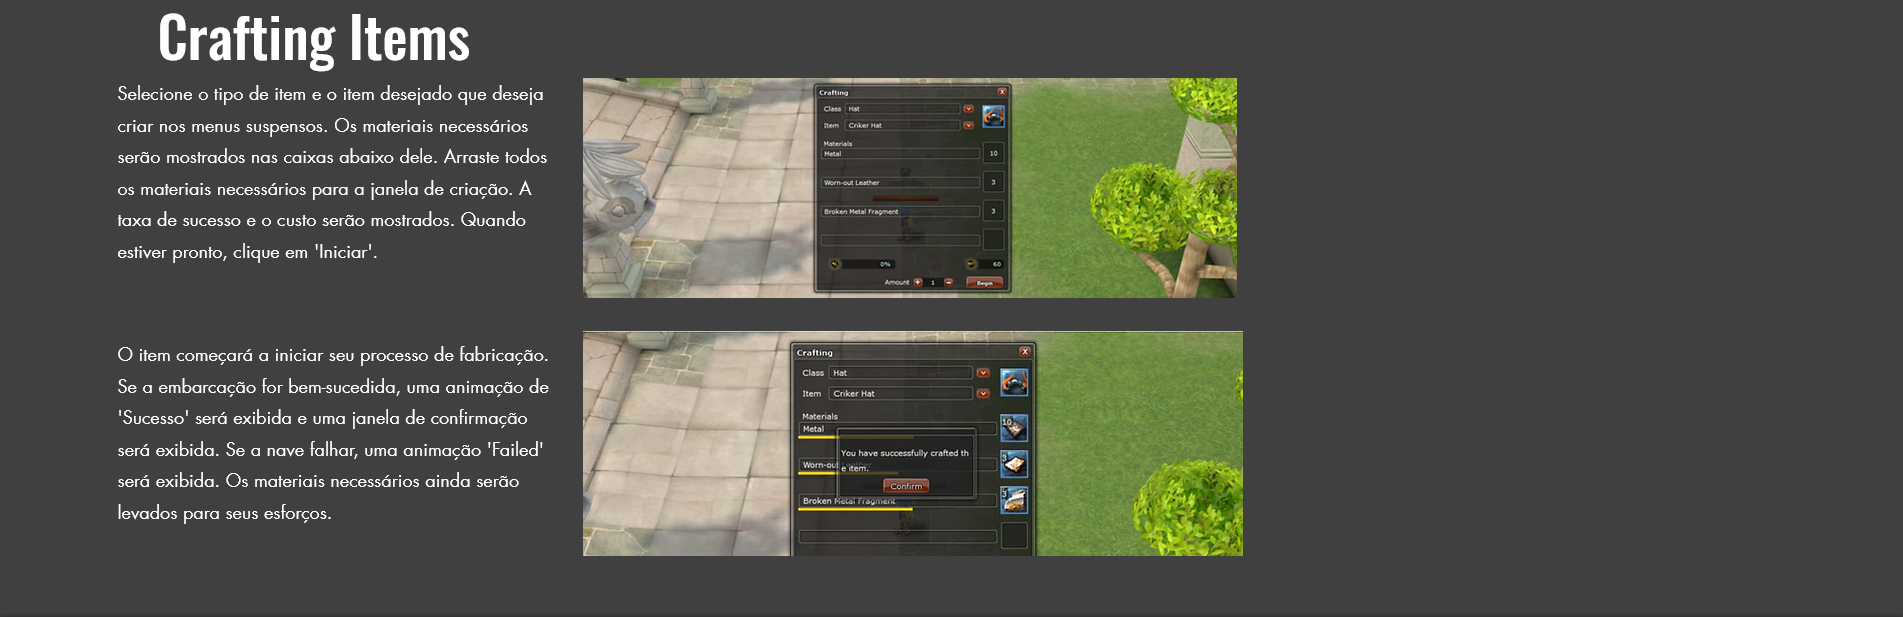 Crafting Items
Selecione o tipo de item e o item desejado que deseja
criar nos menus suspensos. Os materiais necessários
serão mostrados nas caixas abaixo dele. Arraste todos
os materiais necessários para a janela de criação. A
taxa de sucesso e o custo serão mostrados. Quando
estiver pronto, clique em 'Iniciar'.
Crafting X
Class Hat
Item Criker Hat
Materials
Metal 10
Worn-out Leather 3
Broken Metal Fragment 3
0% 60
Amount + 1 −
Begin
O item começará a iniciar seu processo de fabricação.
Se a embarcação for bem-sucedida, uma animação de
'Sucesso' será exibida e uma janela de confirmação
será exibida. Se a nave falhar, uma animação 'Failed'
será exibida. Os materiais necessários ainda serão
levados para seus esforços.
Crafting X
Class Hat
Item Criker Hat
Materials
Metal 10
You have successfully crafted th
e item.
Confirm
Worn-out 3
Broken Metal Fragment 3